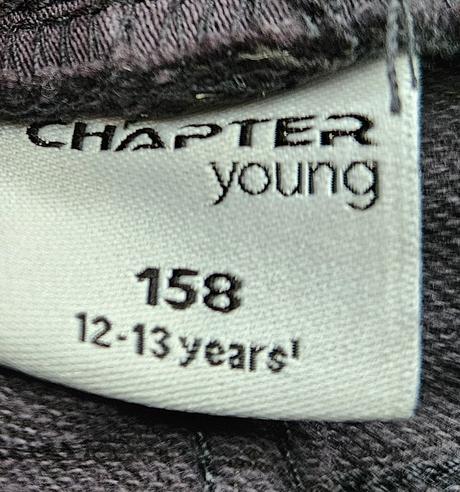 CHAPTER
young
158
12-13 years'